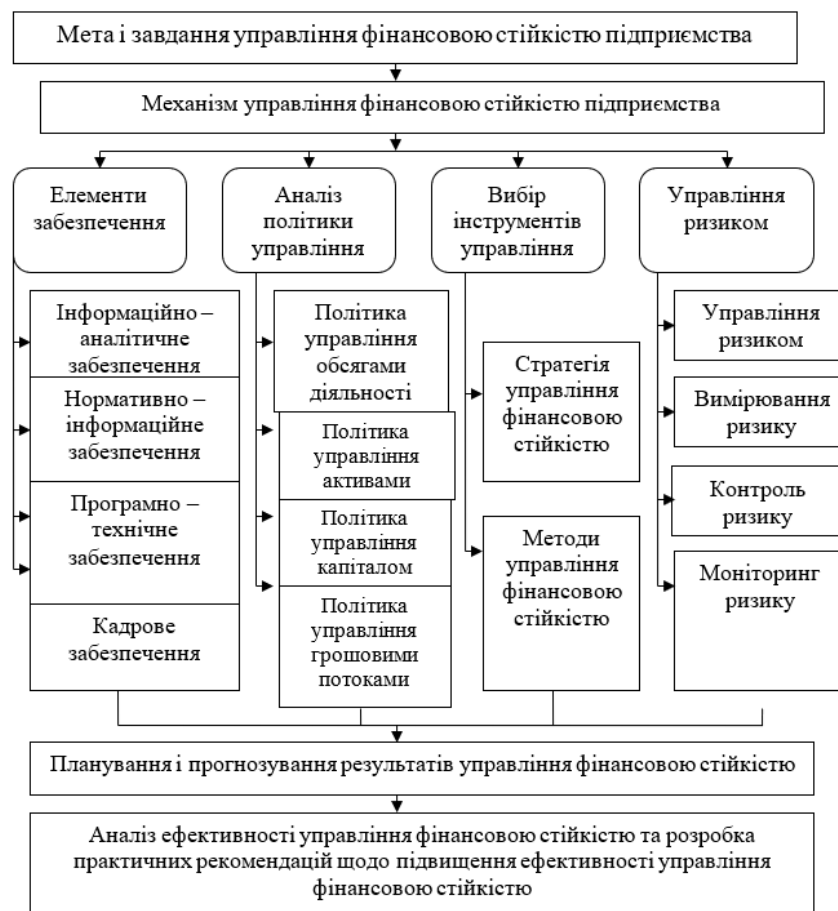 Мета і завдання управління фінансовою стійкістю підприємства
Механізм управління фінансовою стійкістю підприємства
Елементи
забезпечення
Аналіз
політики
управління
Вибір
інструментів
управління
Управління
ризиком
Інформаційно –
аналітичне
забезпечення
Нормативно –
інформаційне
забезпечення
Програмно –
технічне
забезпечення
Кадрове
забезпечення
Політика
управління
обсягами
діяльності
Політика
управління
активами
Політика
управління
капіталом
Політика
управління
грошовими
потоками
Стратегія
управління
фінансовою
стійкістю
Методи
управління
фінансовою
стійкістю
Управління
ризиком
Вимірювання
ризику
Контроль
ризику
Моніторинг
ризику
Планування і прогнозування результатів управління фінансовою стійкістю
Аналіз ефективності управління фінансовою стійкістю та розробка
практичних рекомендацій щодо підвищення ефективності управління
фінансовою стійкістю